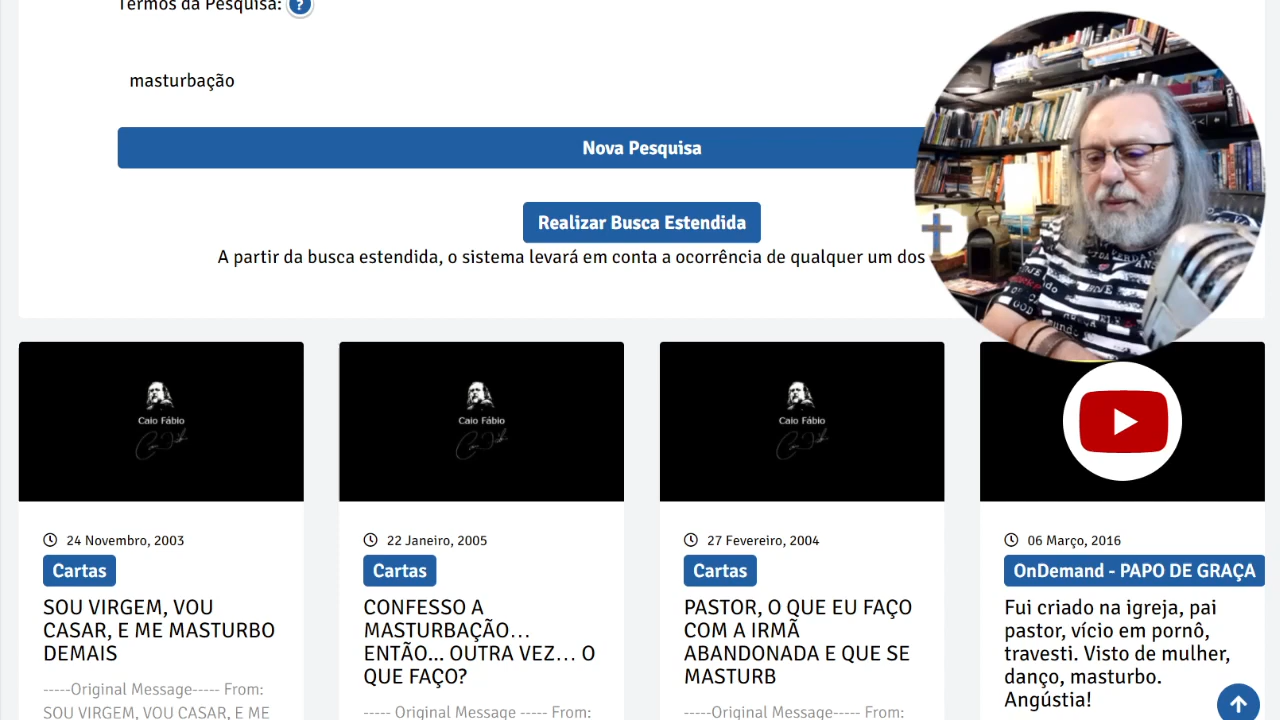 Termos da Pesquisa: ?
masturbação
Nova Pesquisa
Realizar Busca Estendida
A partir da busca estendida, o sistema levará em conta a ocorrência de qualquer um dos
Caio Fábio
Caio Fábio
Caio Fábio
24 Novembro, 2003
Cartas
SOU VIRGEM, VOU
CASAR, E ME MASTURBO
DEMAIS
-----Original Message----- From:
SOU VIRGEM, VOU CASAR, E ME
22 Janeiro, 2005
Cartas
CONFESSO A
MASTURBAÇÃO…
ENTÃO... OUTRA VEZ… O
QUE FAÇO?
----- Original Message ----- From:
27 Fevereiro, 2004
Cartas
PASTOR, O QUE EU FAÇO
COM A IRMÃ
ABANDONADA E QUE SE
MASTURB
-----Original Message----- From:
06 Março, 2016
OnDemand - PAPO DE GRAÇA
Fui criado na igreja, pai
pastor, vício em pornô,
travesti. Visto de mulher,
danço, masturbo.
Angústia!